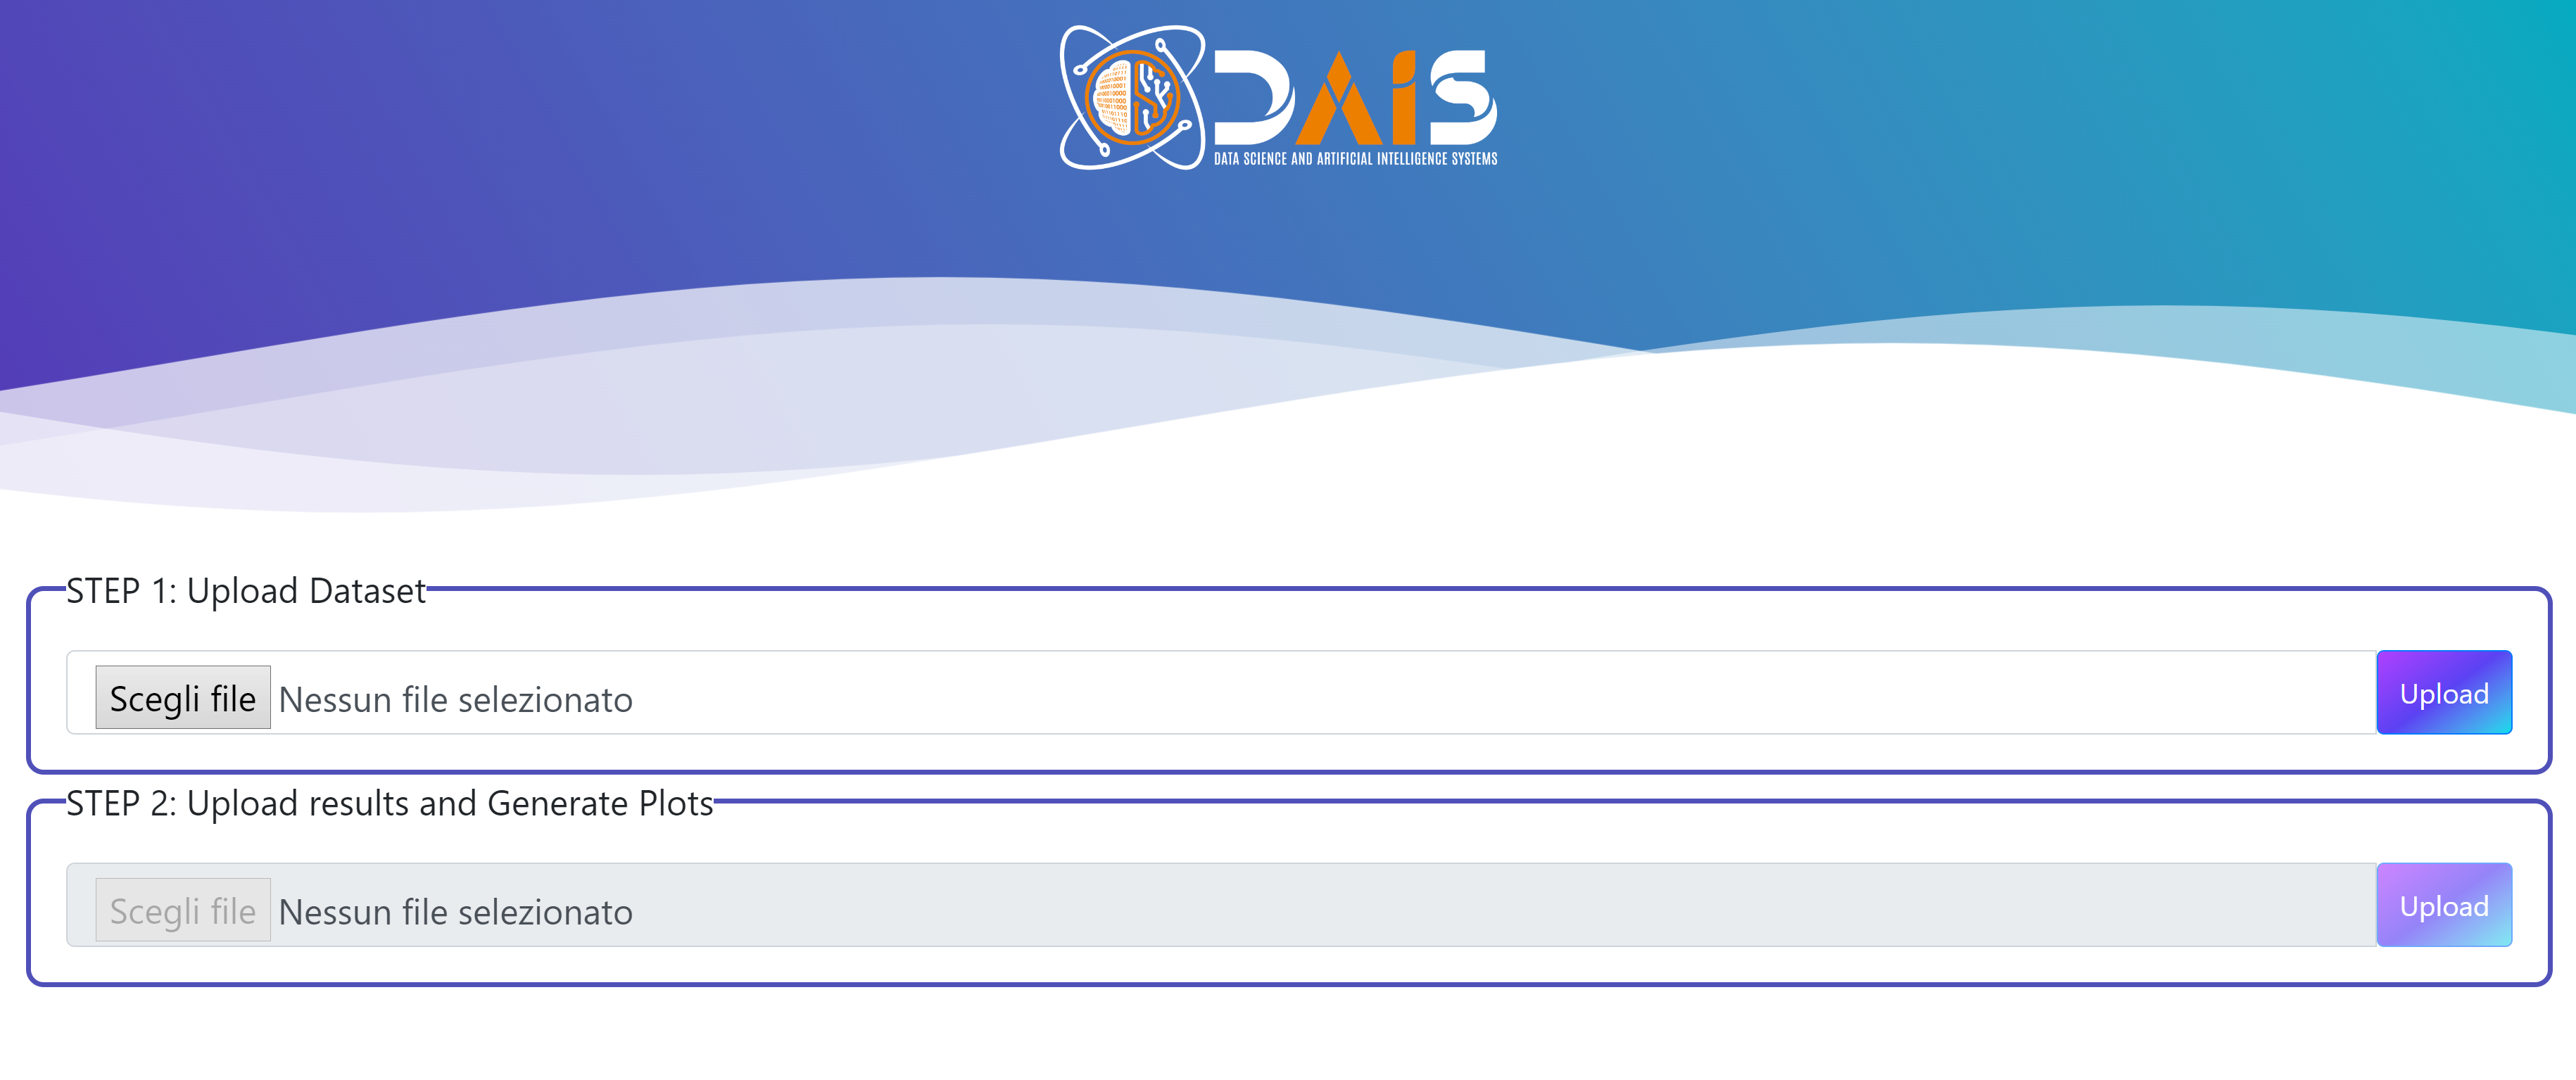 DAIS
DATA SCIENCE AND ARTIFICIAL INTELLIGENCE SYSTEMS
STEP 1: Upload Dataset
Scegli file Nessun file selezionato Upload
STEP 2: Upload results and Generate Plots
Scegli file Nessun file selezionato Upload